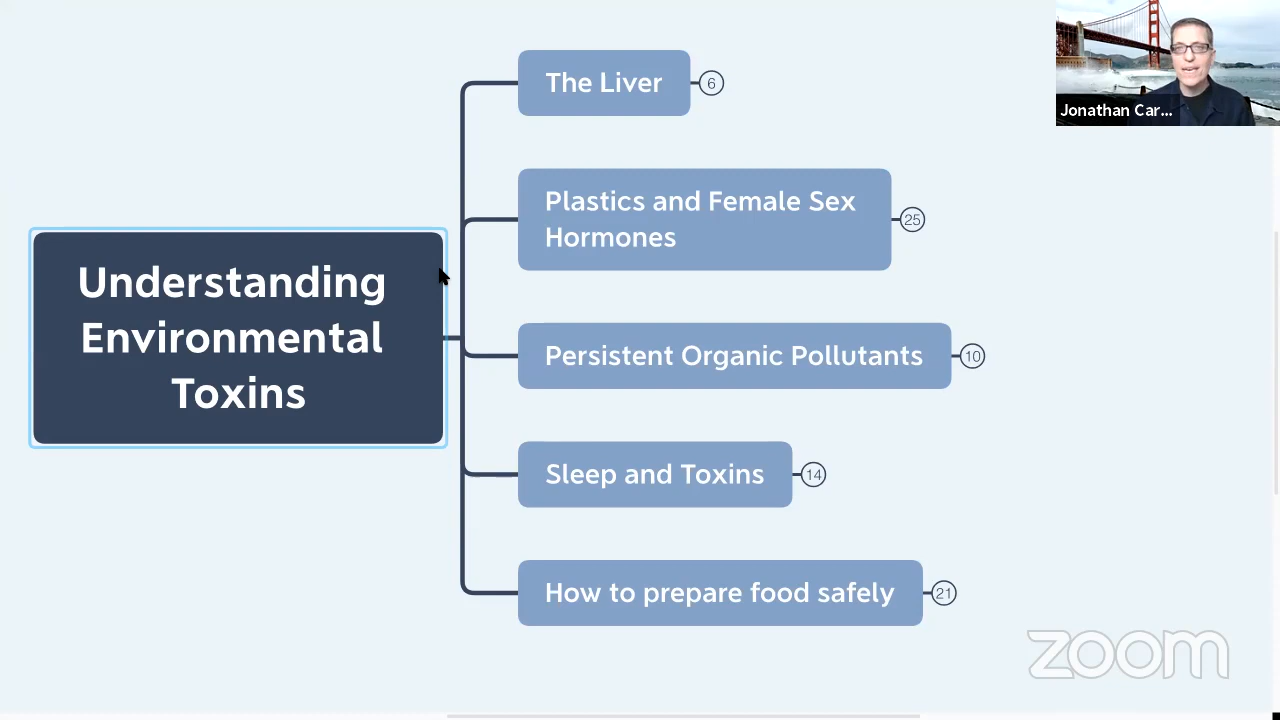 The Liver
6
Jonathan Car...
Plastics and Female Sex
Hormones
25
Understanding
Environmental
Toxins
Persistent Organic Pollutants
10
Sleep and Toxins
14
How to prepare food safely
21
zoom